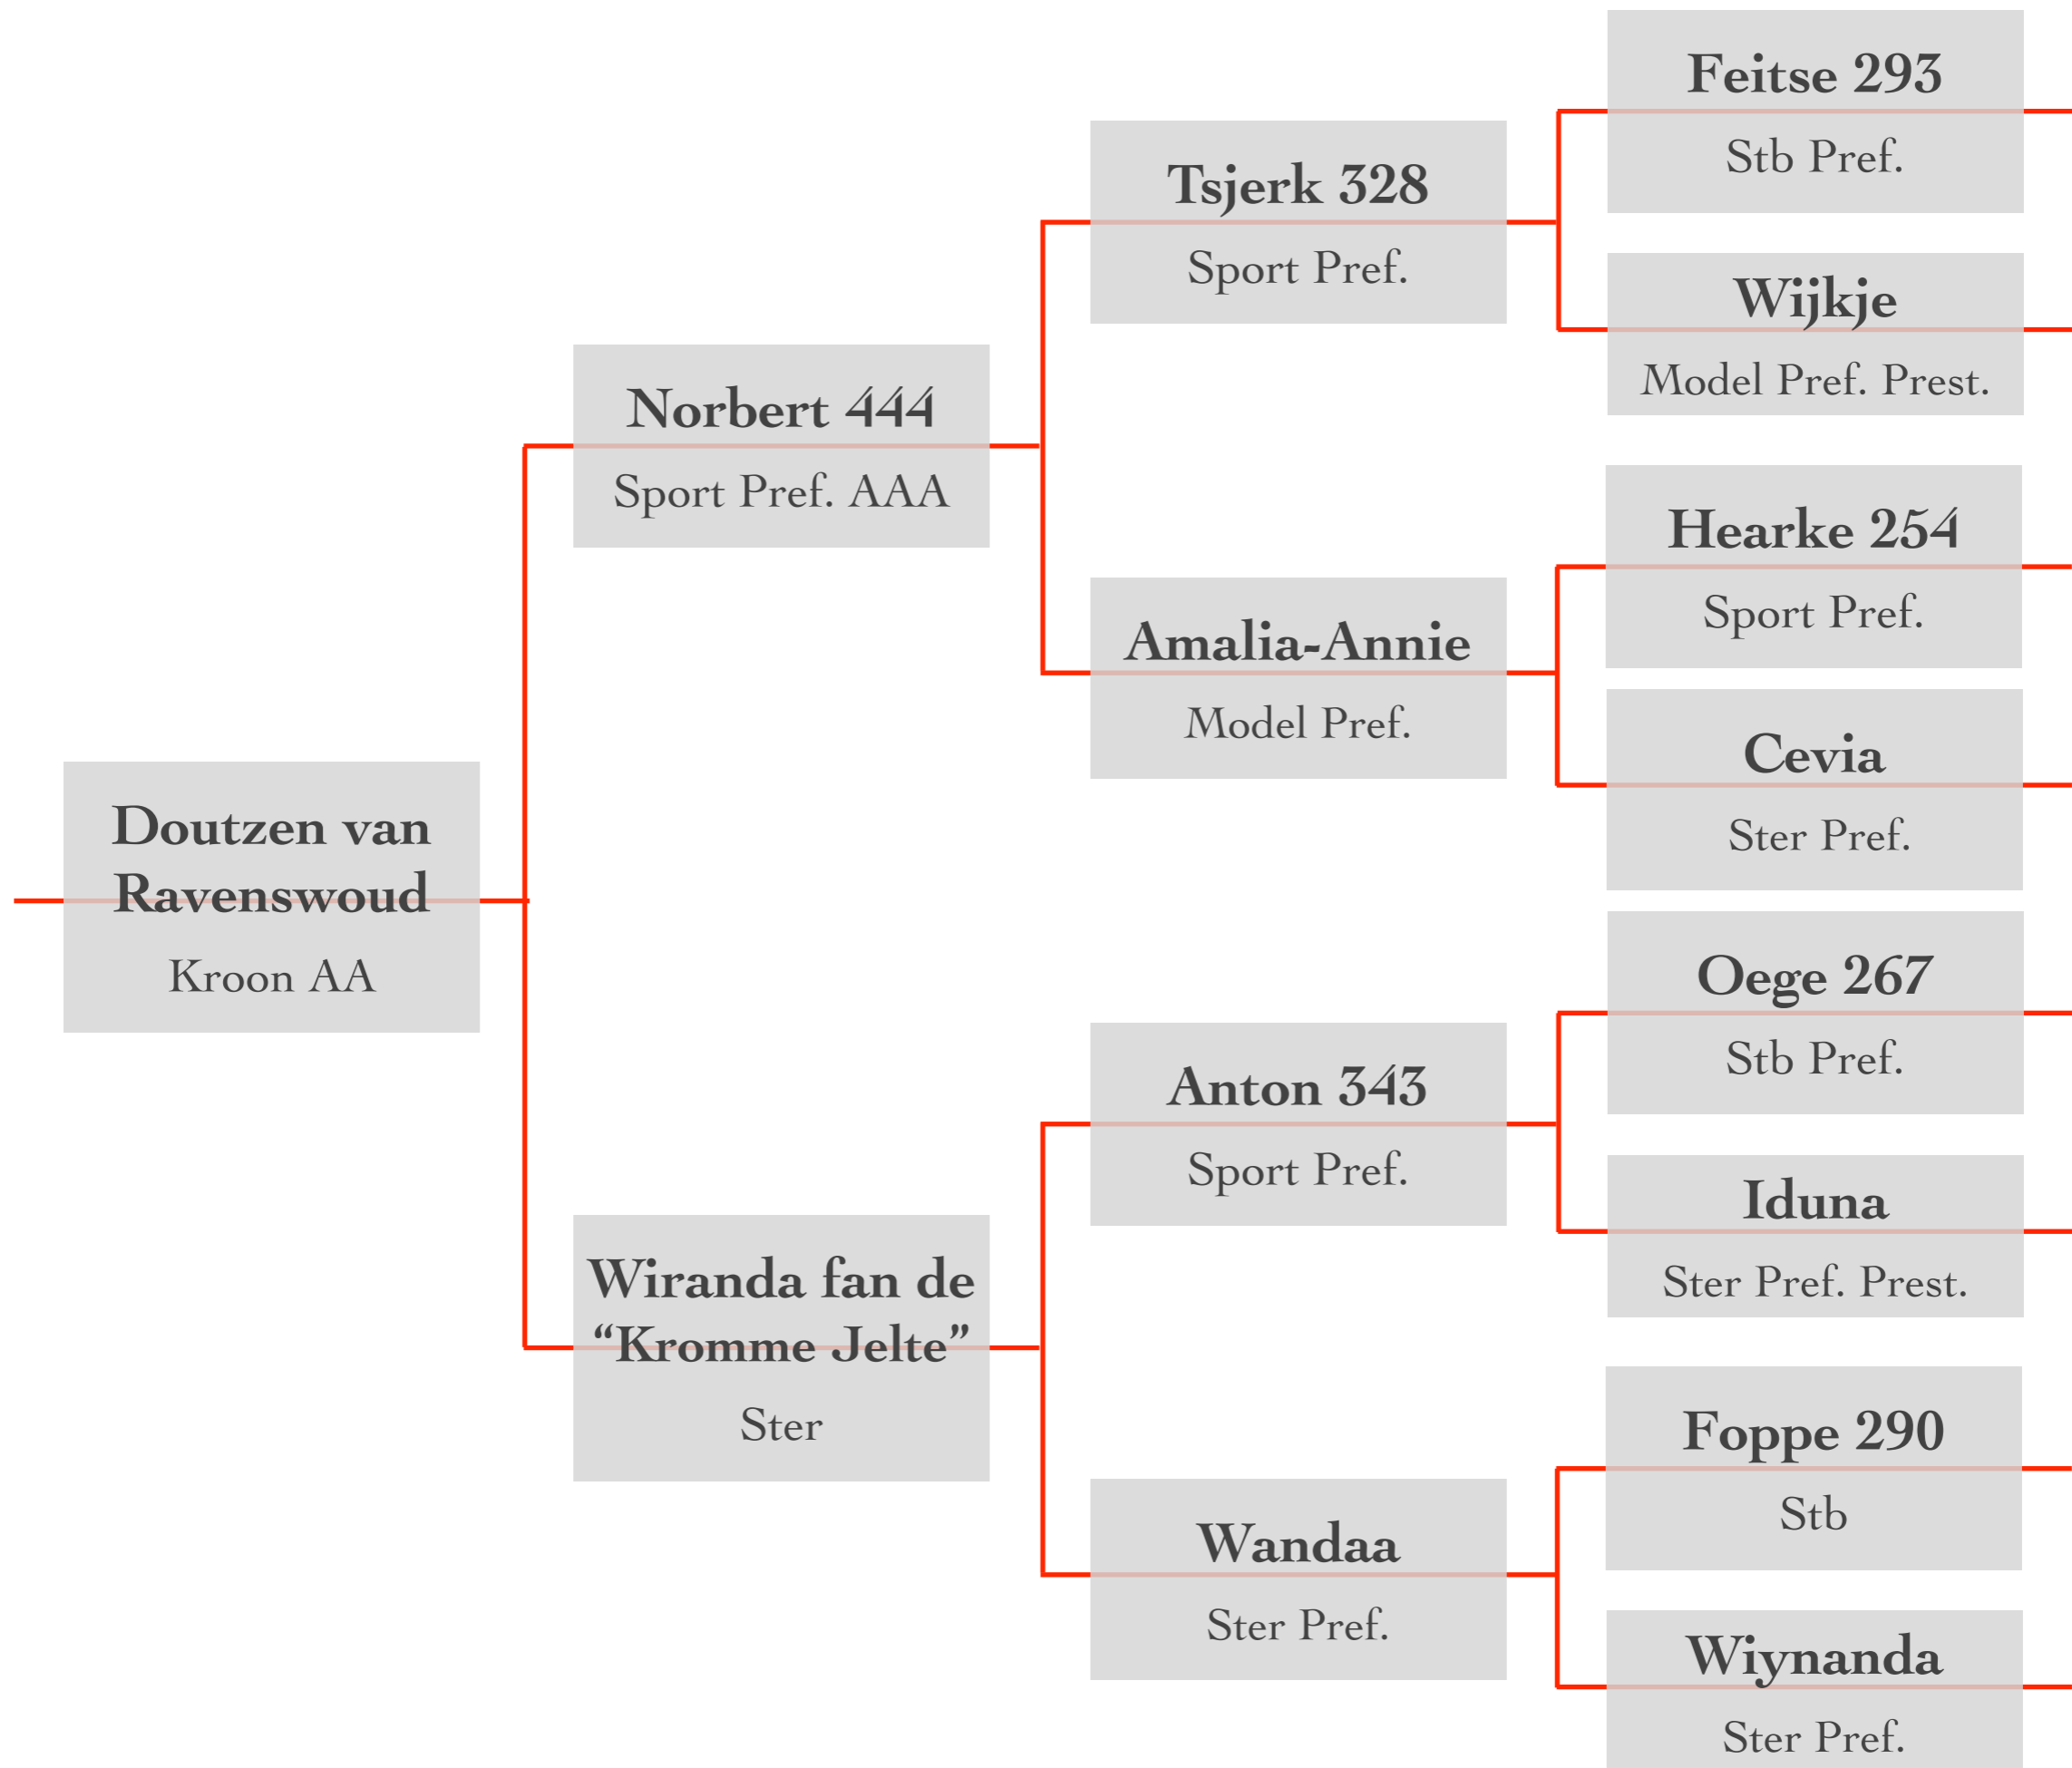 Doutzen van
Ravenswoud
Kroon AA
Norbert 444
Sport Pref. AAA
Wiranda fan de
“Kromme Jelte”
Ster
Tsjerk 328
Sport Pref.
Amalia-Annie
Model Pref.
Anton 343
Sport Pref.
Wandaa
Ster Pref.
Feitse 293
Stb Pref.
Wijkje
Model Pref. Prest.
Hearke 254
Sport Pref.
Cevia
Ster Pref.
Oege 267
Stb Pref.
Iduna
Ster Pref. Prest.
Foppe 290
Stb
Wiynanda
Ster Pref.